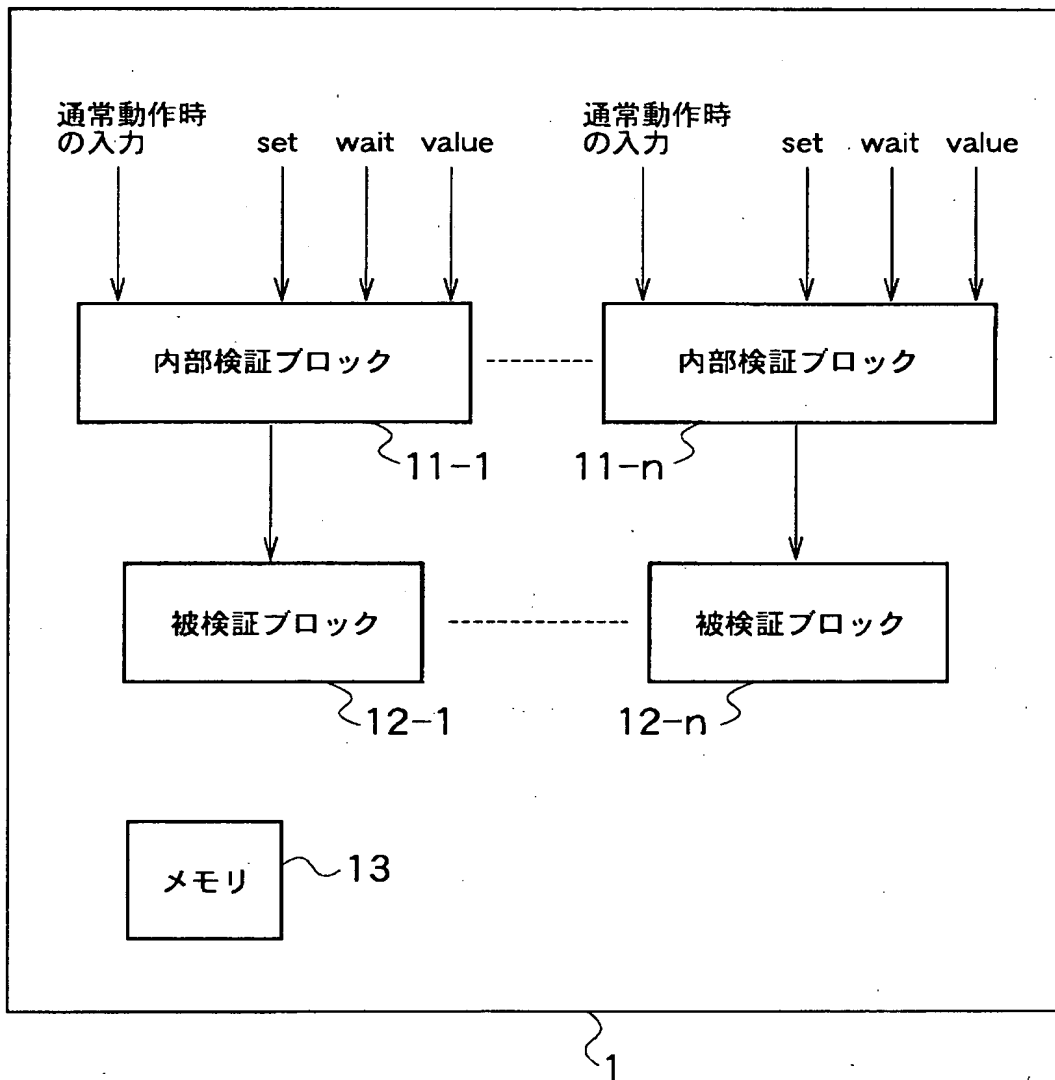 通常動作時
の入力
set wait value
通常動作時
の入力
set wait value
内部検証ブロック
内部検証ブロック
11-1
11-n
被検証ブロック
被検証ブロック
12-1
12-n
メモリ
13
1